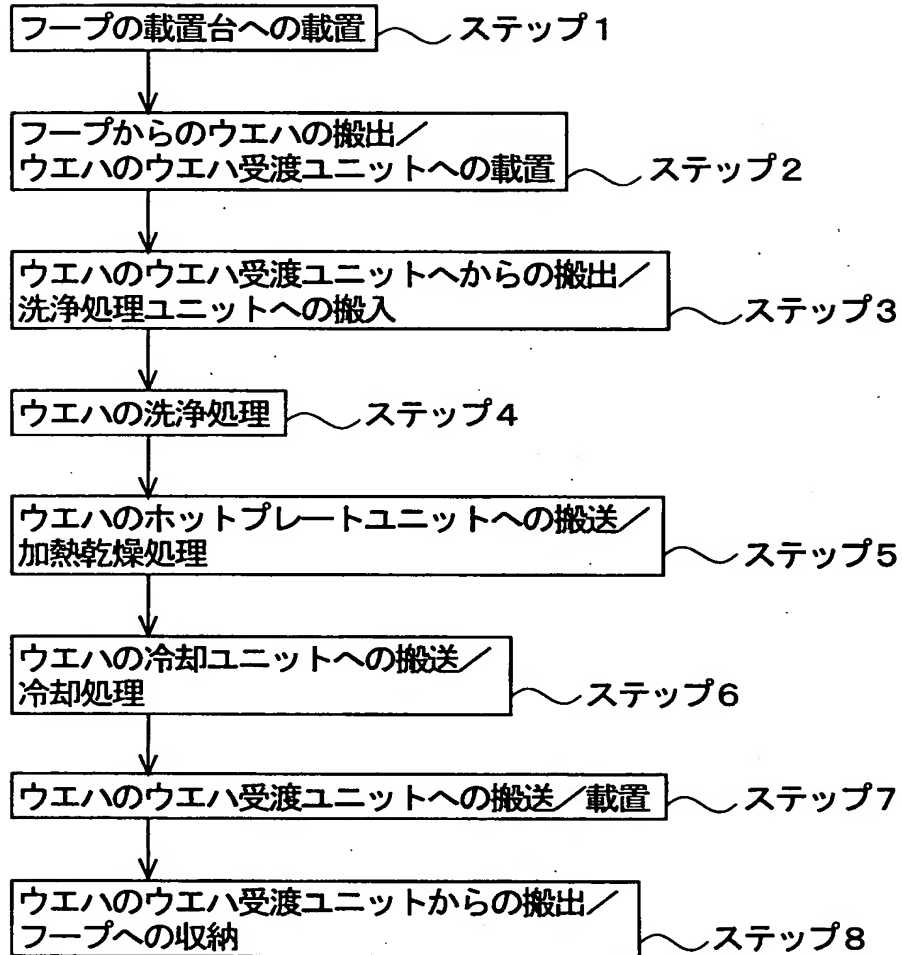 フープの載置台への載置 ステップ1
フープからのウエハの搬出／
ウエハのウエハ受渡ユニットへの載置 ステップ2
ウエハのウエハ受渡ユニットへからの搬出／
洗浄処理ユニットへの搬入 ステップ3
ウエハの洗浄処理 ステップ4
ウエハのホットプレートユニットへの搬送／
加熱乾燥処理 ステップ5
ウエハの冷却ユニットへの搬送／
冷却処理 ステップ6
ウエハのウエハ受渡ユニットへの搬送／載置 ステップ7
ウエハのウエハ受渡ユニットからの搬出／
フープへの収納 ステップ8